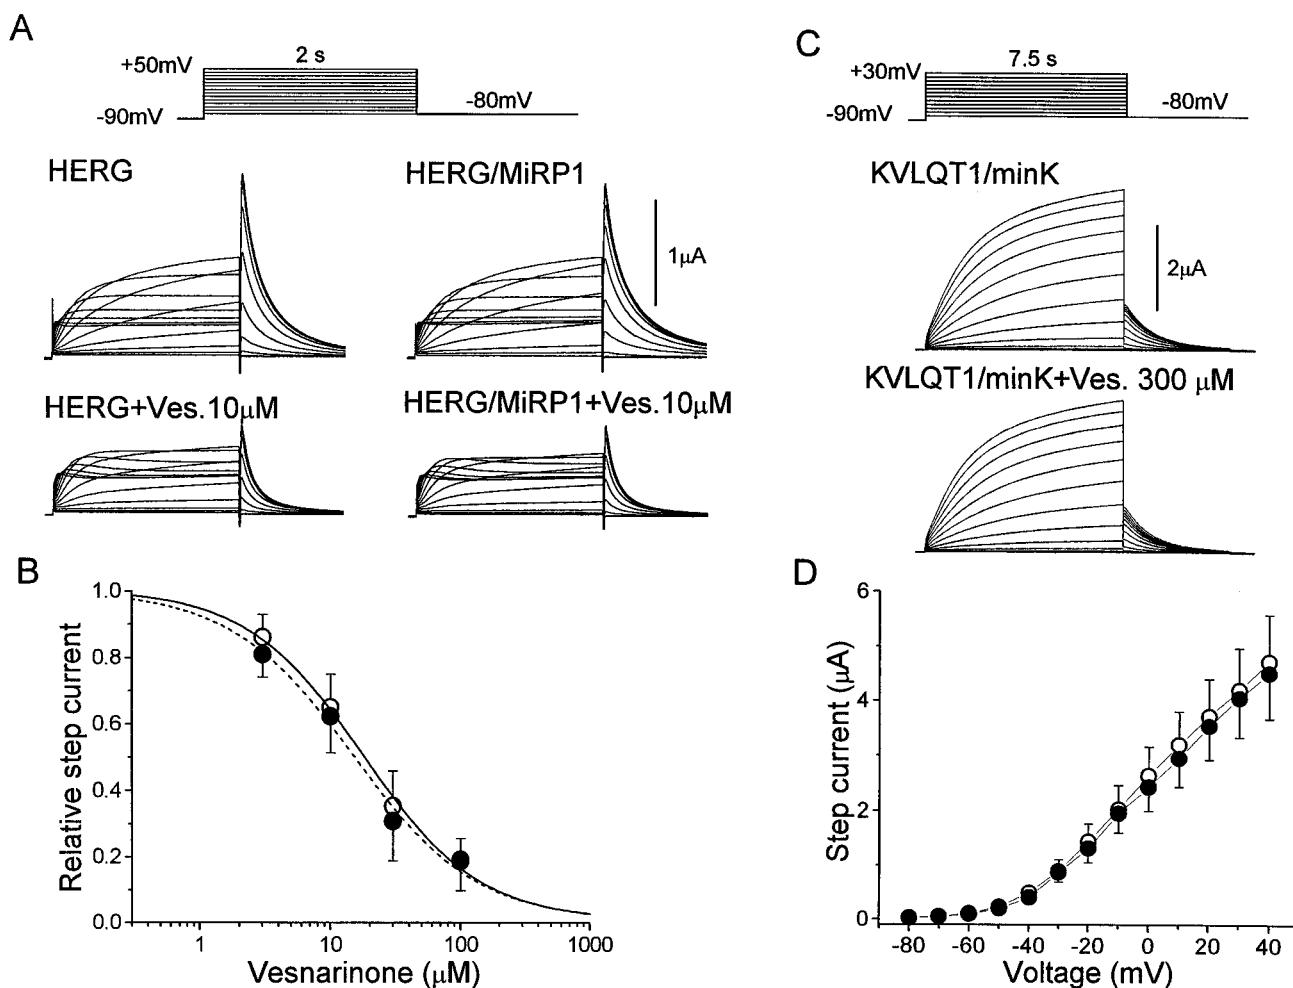 A
2 s
+50mV
-80mV
-90mV
HERG
HERG/MiRP1
1μA
HERG+Ves.10μM
HERG/MiRP1+Ves.10μM
B
1.0
0.8
0.6
0.4
0.2
0.0
Relative step current
1
10
100
1000
Vesnarinone (μM)
C
7.5 s
+30mV
-80mV
-90mV
KVLQT1/minK
2μA
KVLQT1/minK+Ves. 300 μM
D
6
4
2
0
Step current (μA)
-80
-60
-40
-20
0
20
40
Voltage (mV)